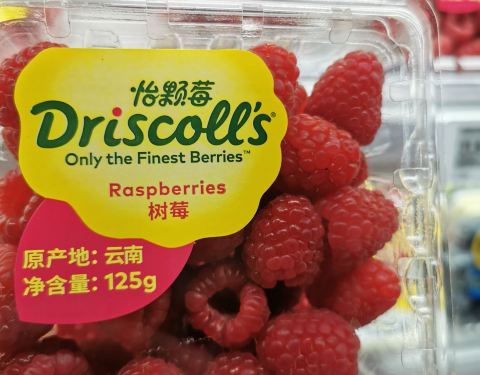 怡颗莓
Driscoll's®
Only the Finest Berries™
Raspberries
树莓
原产地：云南
净含量：125g